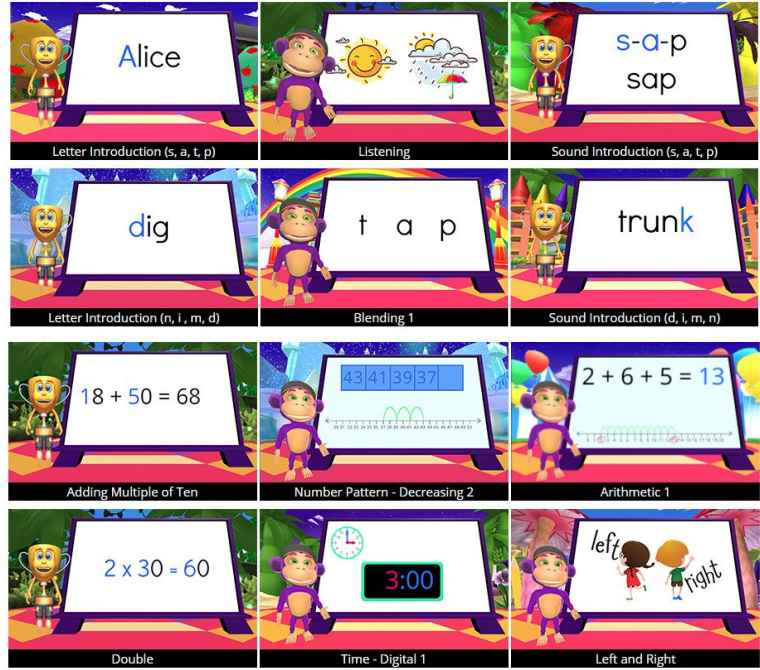 Alice
Letter Introduction (s, a, t, p)
Listening
s-a-p
sap
Sound Introduction (s, a, t, p)
dig
Letter Introduction (n, i , m, d)
t a p
Blending 1
trunk
Sound Introduction (d, i, m, n)
18 + 50 = 68
Adding Multiple of Ten
43 41 39 37
Number Pattern - Decreasing 2
2 + 6 + 5 = 13
Arithmetic 1
2 x 30 = 60
Double
3:00
Time - Digital 1
left
right
Left and Right